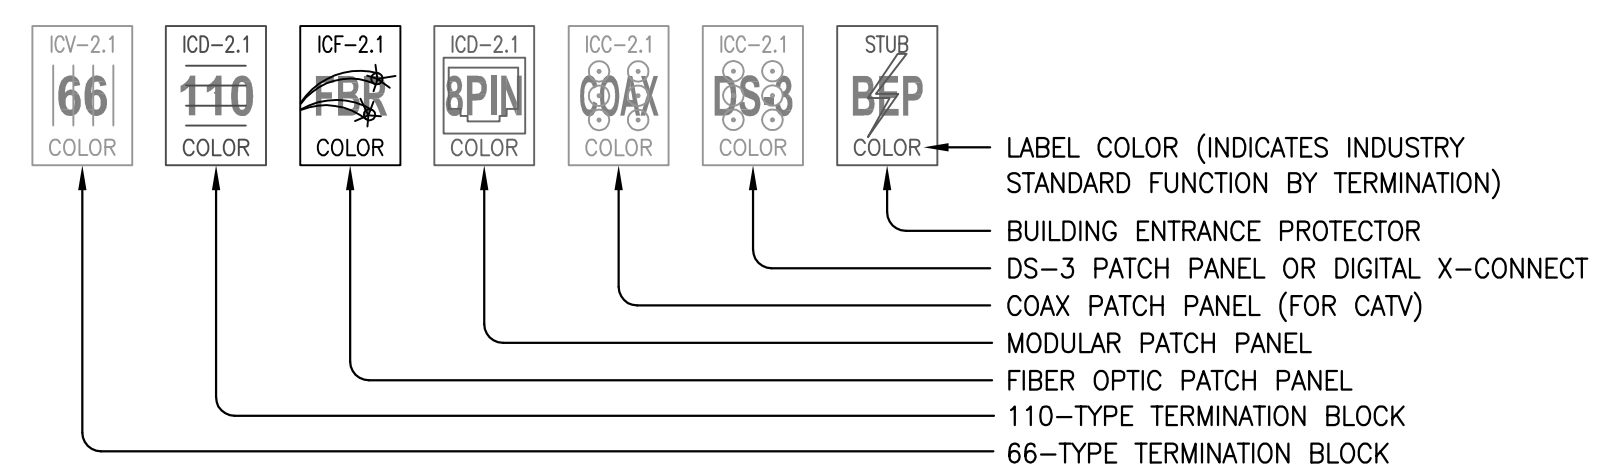 ICV-2.1 ICD-2.1 ICF-2.1 ICD-2.1 ICC-2.1 ICC-2.1 STUB
66 110 FBR 8PIN COAX DS-3 BEP
COLOR COLOR COLOR COLOR COLOR COLOR COLOR
LABEL COLOR (INDICATES INDUSTRY
STANDARD FUNCTION BY TERMINATION)
BUILDING ENTRANCE PROTECTOR
DS-3 PATCH PANEL OR DIGITAL X-CONNECT
COAX PATCH PANEL (FOR CATV)
MODULAR PATCH PANEL
FIBER OPTIC PATCH PANEL
110-TYPE TERMINATION BLOCK
66-TYPE TERMINATION BLOCK